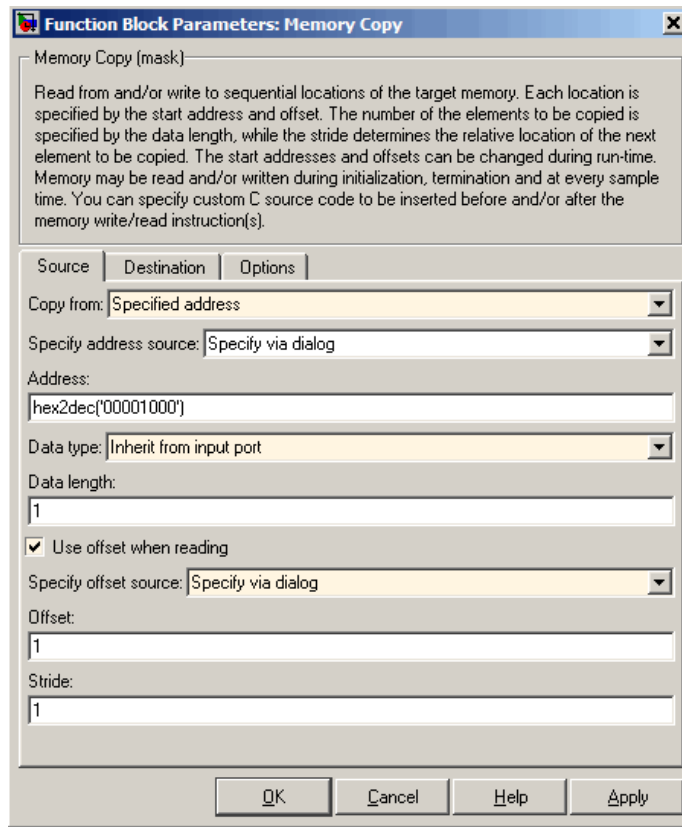 Function Block Parameters: Memory Copy
Memory Copy (mask)
Read from and/or write to sequential locations of the target memory. Each location is
specified by the start address and offset. The number of the elements to be copied is
specified by the data length, while the stride determines the relative location of the next
element to be copied. The start addresses and offsets can be changed during run-time.
Memory may be read and/or written during initialization, termination and at every sample
time. You can specify custom C source code to be inserted before and/or after the
memory write/read instruction(s).
Source Destination Options
Copy from: Specified address
Specify address source: Specify via dialog
Address:
hex2dec('00001000')
Data type: Inherit from input port
Data length:
1
Use offset when reading
Specify offset source: Specify via dialog
Offset:
1
Stride:
1
OK Cancel Help Apply